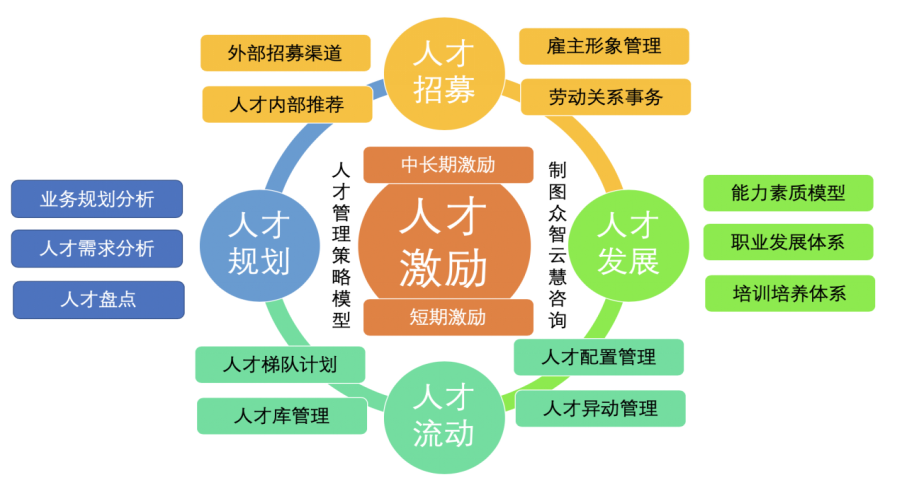 外部招募渠道
人才内部推荐
人才
招募
雇主形象管理
劳动关系事务
业务规划分析
人才需求分析
人才盘点
人才
规划
人才管理策略模型
中长期激励
人才
激励
短期激励
制图众智云慧咨询
人才
发展
能力素质模型
职业发展体系
培训培养体系
人才梯队计划
人才库管理
人才
流动
人才配置管理
人才异动管理